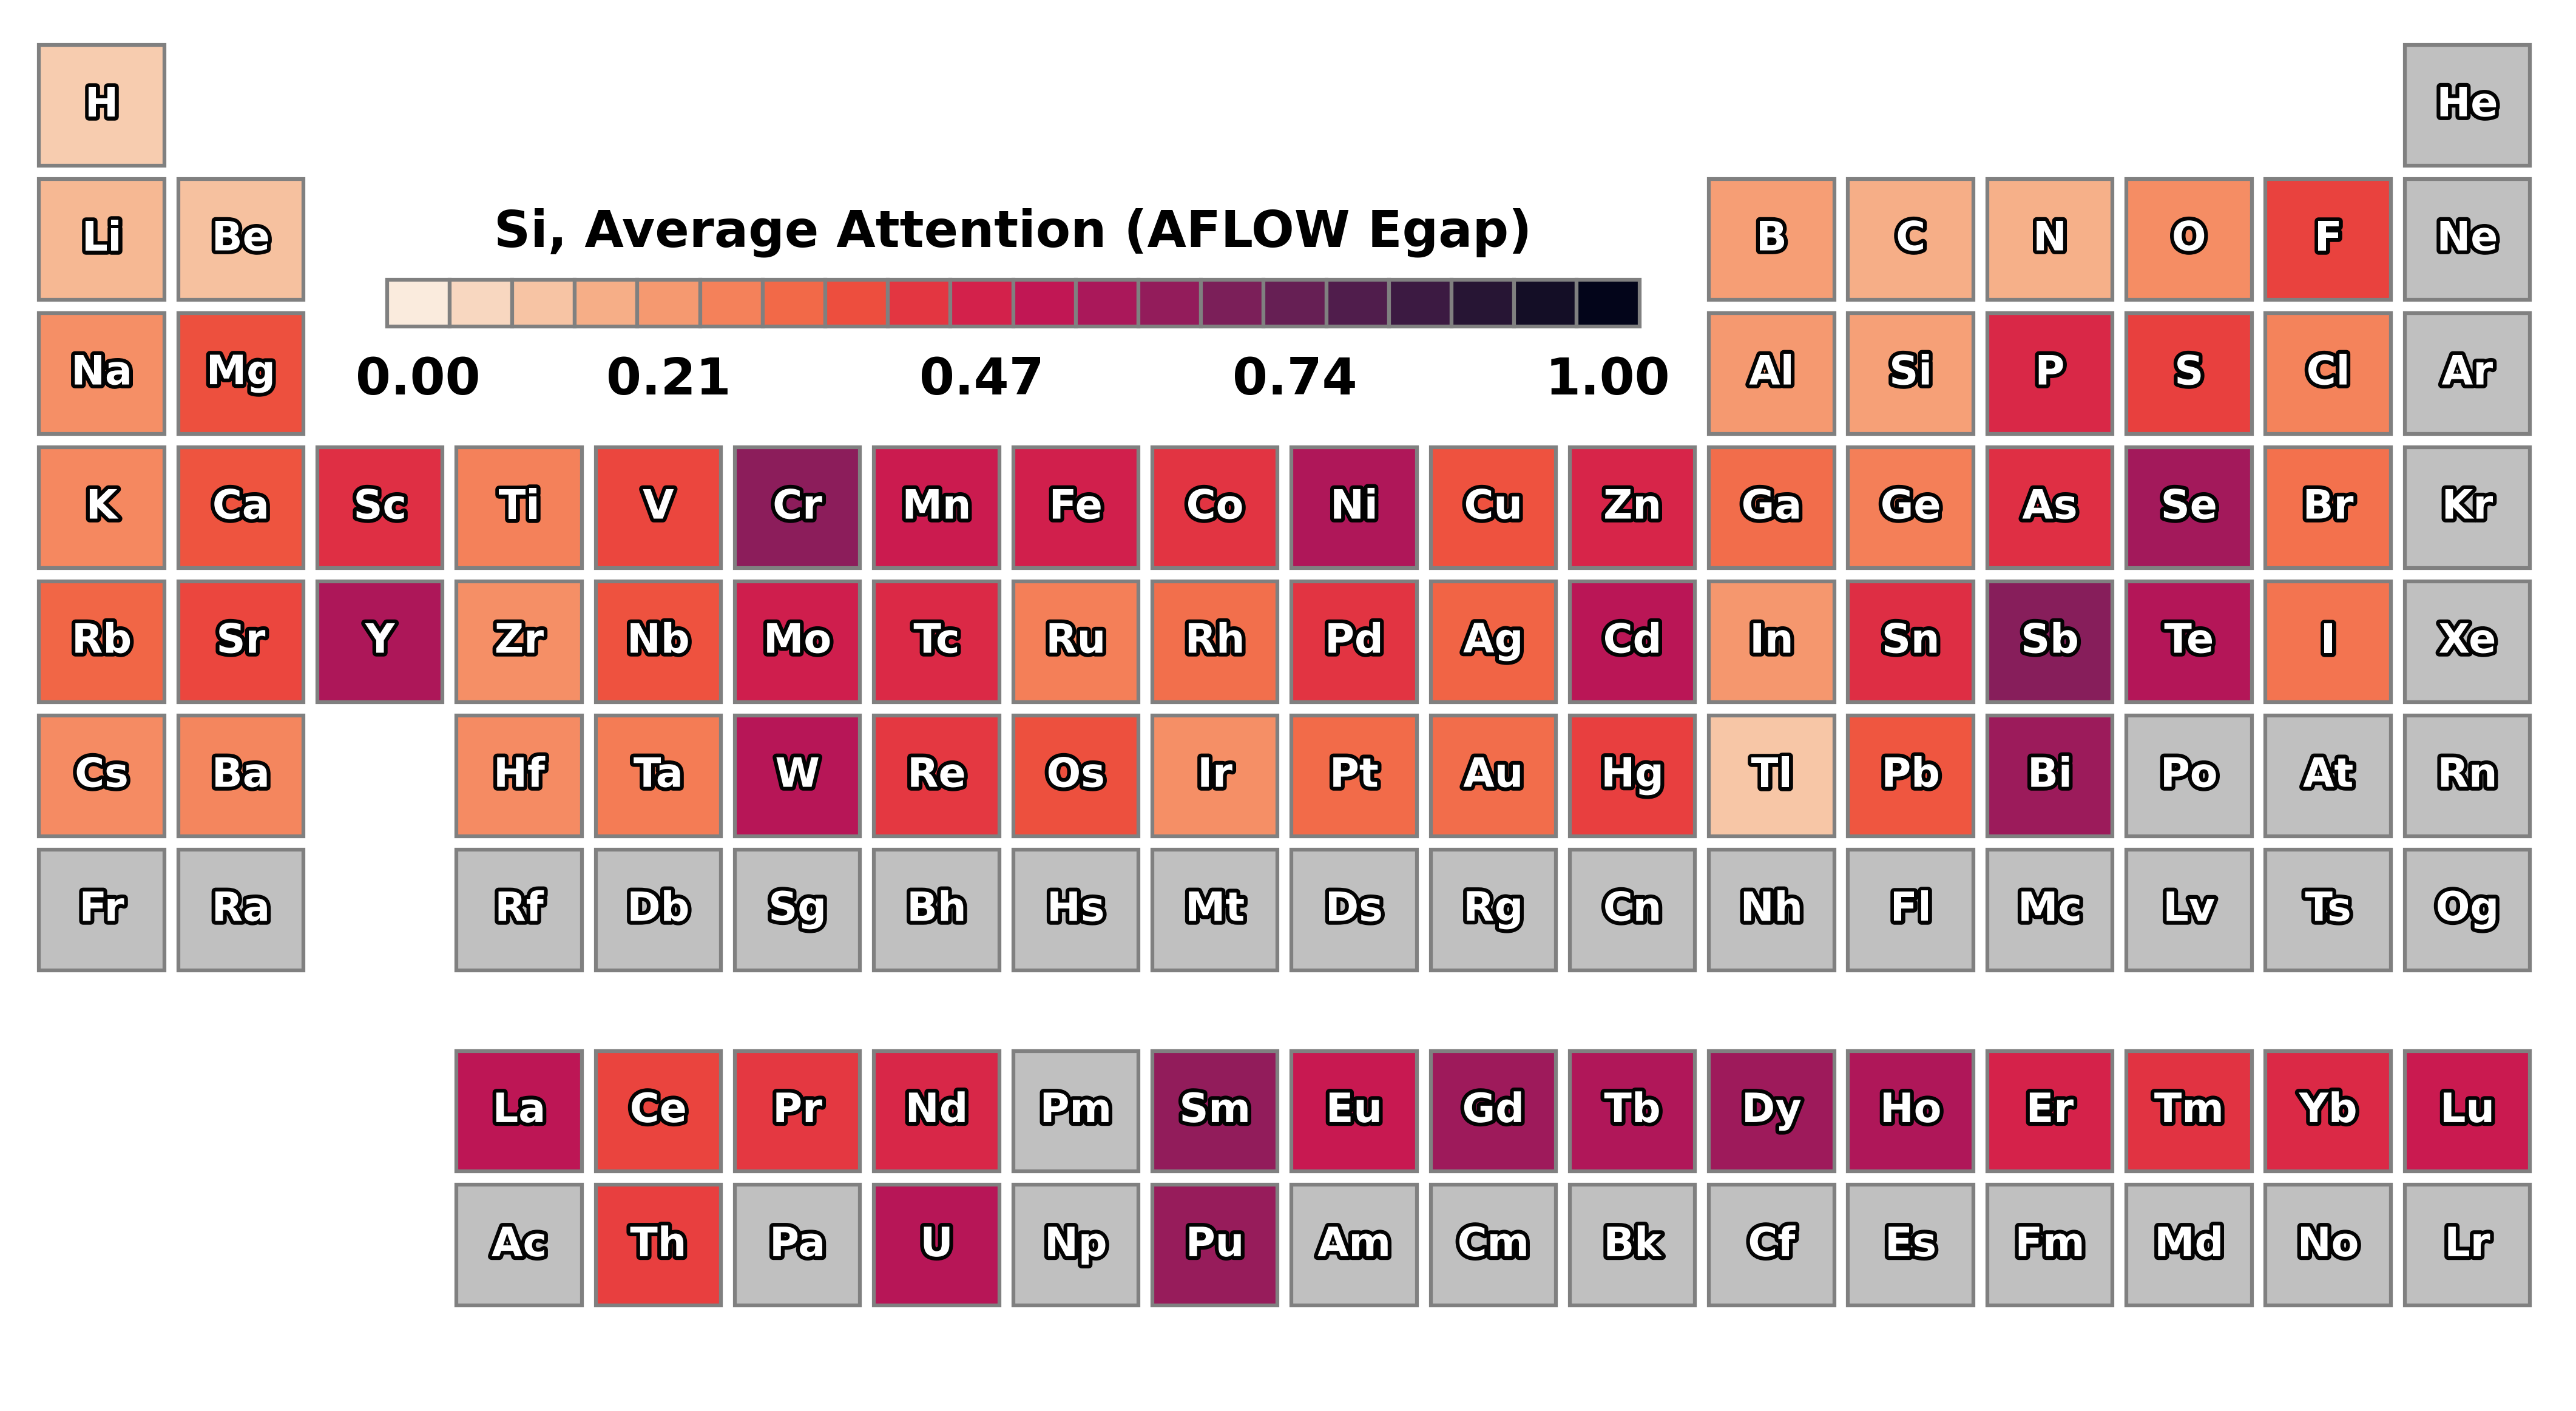 H He
Li Be B C N O F Ne
Si, Average Attention (AFLOW Egap)
Na Mg Al Si P S Cl Ar
0.00 0.21 0.47 0.74 1.00
K Ca Sc Ti V Cr Mn Fe Co Ni Cu Zn Ga Ge As Se Br Kr
Rb Sr Y Zr Nb Mo Tc Ru Rh Pd Ag Cd In Sn Sb Te I Xe
Cs Ba Hf Ta W Re Os Ir Pt Au Hg Tl Pb Bi Po At Rn
Fr Ra Rf Db Sg Bh Hs Mt Ds Rg Cn Nh Fl Mc Lv Ts Og
La Ce Pr Nd Pm Sm Eu Gd Tb Dy Ho Er Tm Yb Lu
Ac Th Pa U Np Pu Am Cm Bk Cf Es Fm Md No Lr